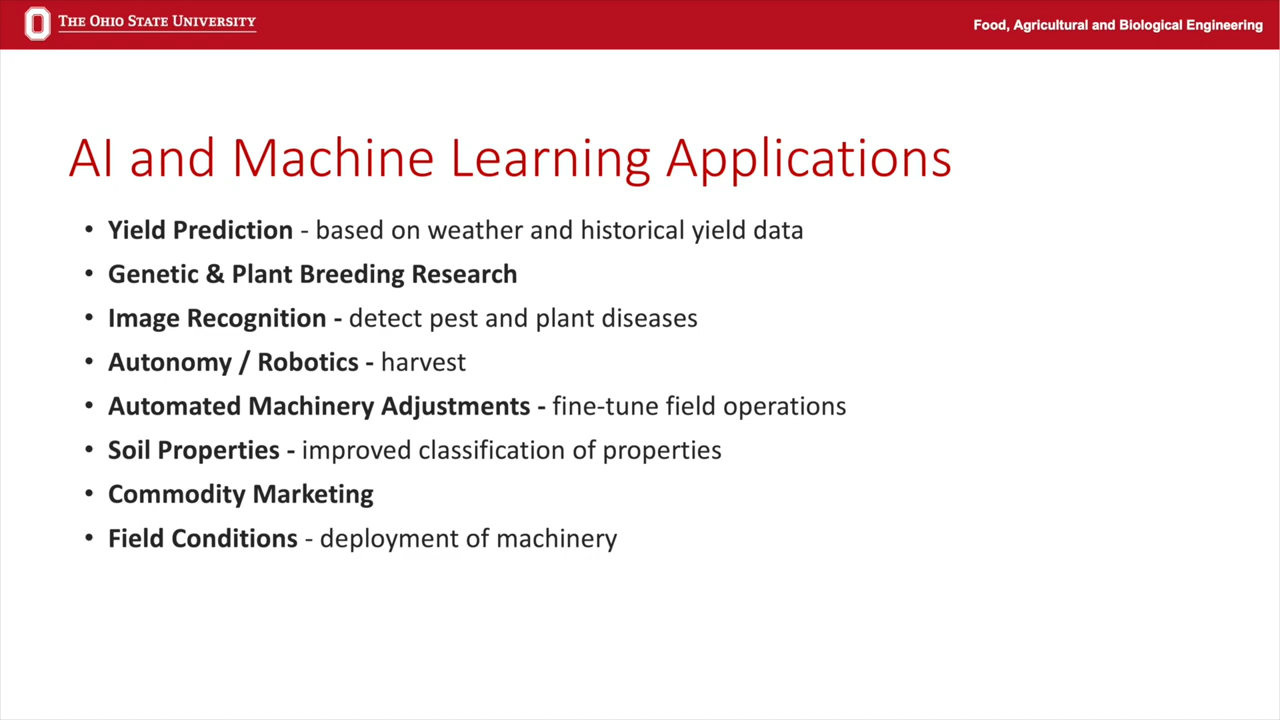 THE OHIO STATE UNIVERSITY
Food, Agricultural and Biological Engineering
AI and Machine Learning Applications
• Yield Prediction - based on weather and historical yield data
• Genetic & Plant Breeding Research
• Image Recognition - detect pest and plant diseases
• Autonomy / Robotics - harvest
• Automated Machinery Adjustments - fine-tune field operations
• Soil Properties - improved classification of properties
• Commodity Marketing
• Field Conditions - deployment of machinery